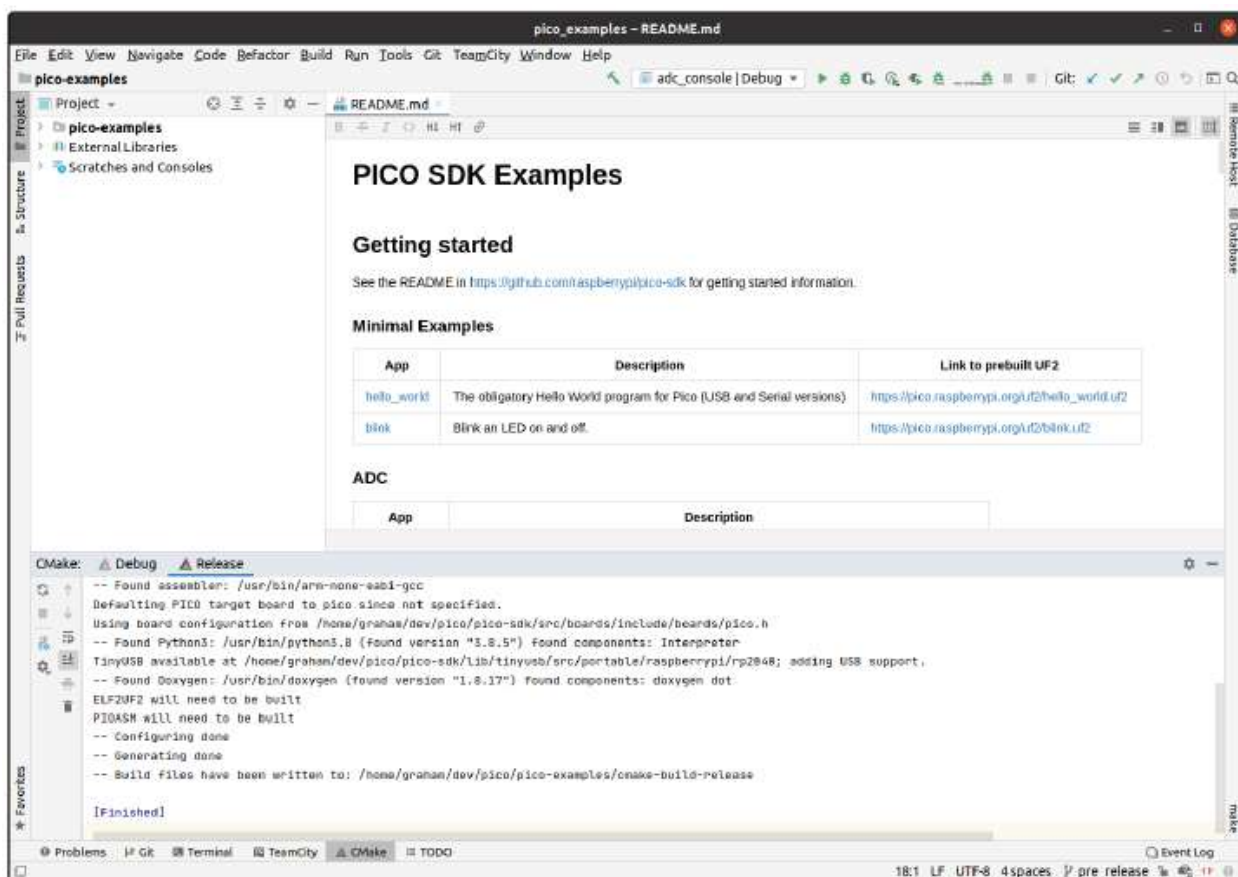 pico_examples – README.md
File Edit View Navigate Code Refactor Build Run Tools Git TeamCity Window Help
pico-examples
adc_console | Debug
Git:
Project
README.md
pico-examples
External Libraries
Scratches and Consoles
Project
Structure
Pull Requests
Favorites
Remote Host
Database
make
PICO SDK Examples
Getting started
See the README in https://github.com/raspberrypi/pico-sdk for getting started information.
Minimal Examples
App Description Link to prebuilt UF2
hello_world The obligatory Hello World program for Pico (USB and Serial versions) https://pico.raspberrypi.org/uf2/hello_world.uf2
blink Blink an LED on and off. https://pico.raspberrypi.org/uf2/blink.uf2
ADC
App Description
CMake: Debug Release
-- Found assembler: /usr/bin/arm-none-eabi-gcc
Defaulting PICO target board to pico since not specified.
Using board configuration from /home/graham/dev/pico/pico-sdk/src/boards/include/boards/pico.h
-- Found Python3: /usr/bin/python3.8 (found version "3.8.5") found components: Interpreter
TinyUSB available at /home/graham/dev/pico/pico-sdk/lib/tinyusb/src/portable/raspberrypi/rp2040; adding USB support.
-- Found Doxygen: /usr/bin/doxygen (found version "1.8.17") found components: doxygen dot
ELF2UF2 will need to be built
PIOASM will need to be built
-- Configuring done
-- Generating done
-- Build files have been written to: /home/graham/dev/pico/pico-examples/cmake-build-release
[Finished]
Problems Git Terminal TeamCity CMake TODO
Event Log
18:1 LF UTF-8 4 spaces pre_release